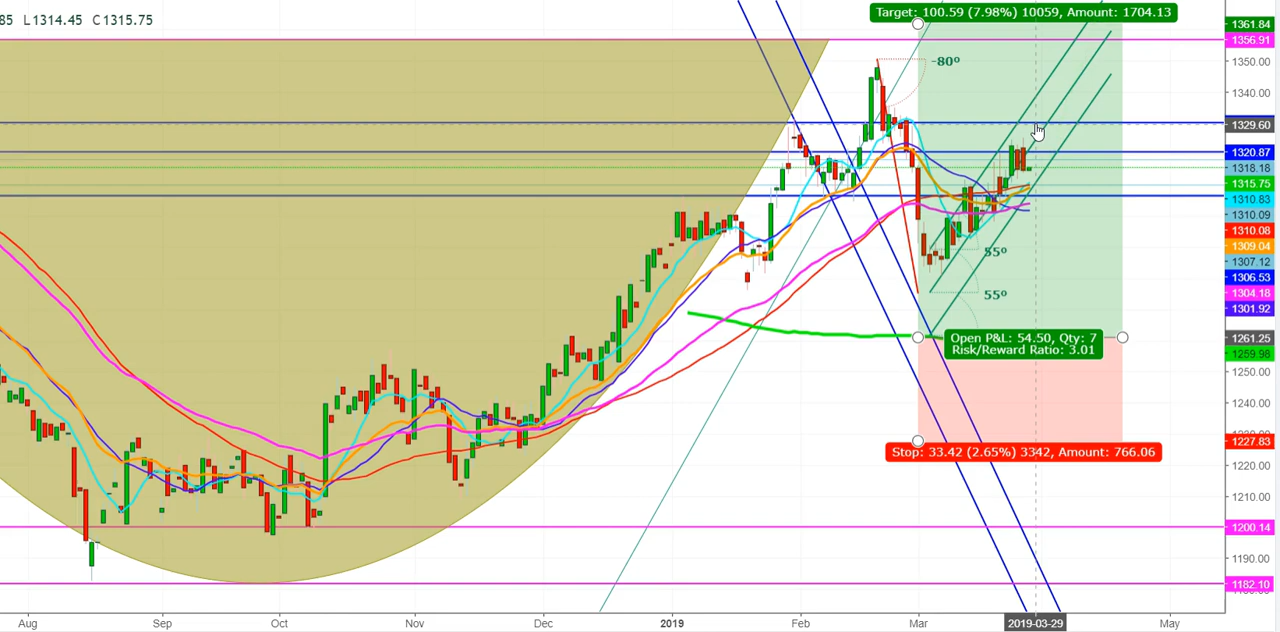 85 L1314.45 C1315.75
Target: 100.59 (7.98%) 10059, Amount: 1704.13
1361.84
1356.91
1350.00
1340.00
1329.60
1320.87
1318.18
1315.75
1310.83
1310.09
1310.08
1309.04
1307.12
1306.53
1304.18
1301.92
1261.25
1259.98
1250.00
1240.00
1227.83
1220.00
1210.00
1200.14
1190.00
1182.10
-80º
55º
55º
Open P&L: 54.50, Qty: 7
Risk/Reward Ratio: 3.01
Stop: 33.42 (2.65%) 3342, Amount: 766.06
Aug Sep Oct Nov Dec 2019 Feb Mar 2019-03-29 May